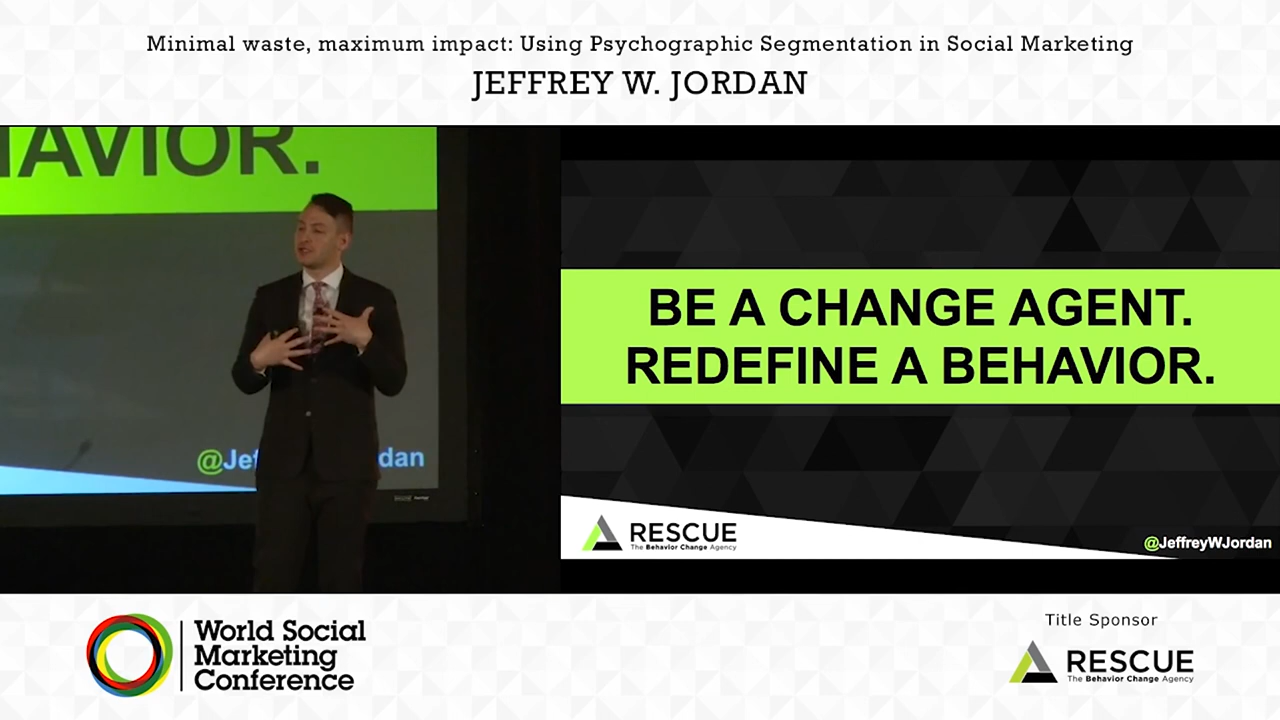 Minimal waste, maximum impact: Using Psychographic Segmentation in Social Marketing
JEFFREY W. JORDAN
AVIOR.
@Jef dan
BE A CHANGE AGENT.
REDEFINE A BEHAVIOR.
RESCUE
The Behavior Change Agency
@JeffreyWJordan
World Social
Marketing
Conference
Title Sponsor
RESCUE
The Behavior Change Agency